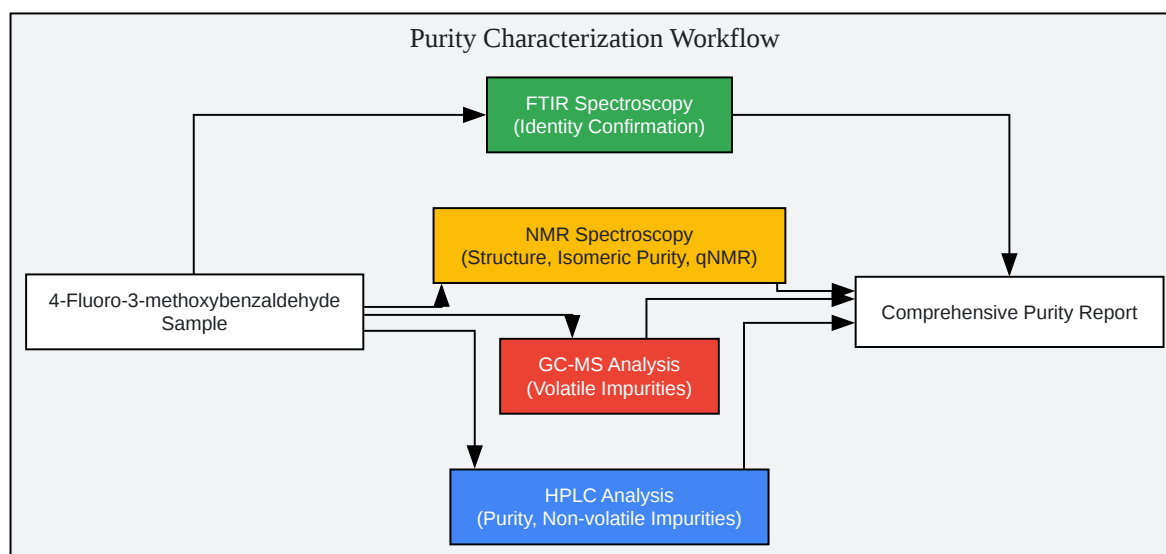 Purity Characterization Workflow
FTIR Spectroscopy
(Identity Confirmation)
NMR Spectroscopy
(Structure, Isomeric Purity, qNMR)
4-Fluoro-3-methoxybenzaldehyde
Sample
Comprehensive Purity Report
GC-MS Analysis
(Volatile Impurities)
HPLC Analysis
(Purity, Non-volatile Impurities)